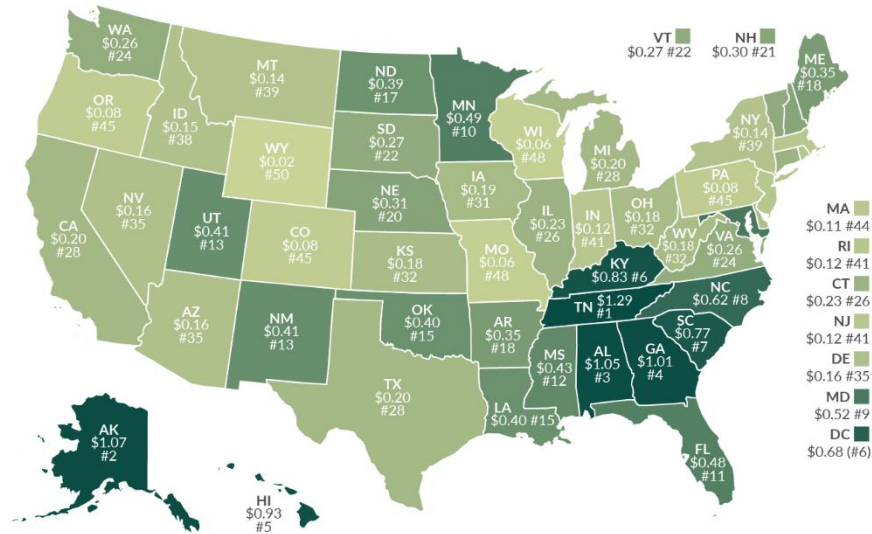 WA
$0.26
#24
MT
$0.14
#39
ND
$0.39
#17
MN
$0.49
#10
VT
$0.27 #22
NH
$0.30 #21
ME
$0.35
#18
OR
$0.08
#45
ID
$0.15
#38
WY
$0.02
#50
SD
$0.27
#22
WI
$0.06
#48
MI
$0.20
#28
NY
$0.14
#39
CA
$0.20
#28
NV
$0.16
#35
UT
$0.41
#13
CO
$0.08
#45
NE
$0.31
#20
IA
$0.19
#31
IL
$0.23
#26
IN
$0.12
#41
OH
$0.18
#32
PA
$0.08
#45
WV
$0.18
#32
VA
$0.26
#24
KS
$0.18
#32
MO
$0.06
#48
KY
$0.83 #6
AZ
$0.16
#35
NM
$0.41
#13
OK
$0.40
#15
AR
$0.35
#18
TN $1.29
#1
NC
$0.62 #8
SC
$0.77
#7
TX
$0.20
#28
LA
$0.40 #15
MS
$0.43
#12
AL
$1.05
#3
GA
$1.01
#4
FL
$0.48
#11
AK
$1.07
#2
HI
$0.93
#5
MA
$0.11 #44
RI
$0.12 #41
CT
$0.23 #26
NJ
$0.12 #41
DE
$0.16 #35
MD
$0.52 #9
DC
$0.68 (#6)